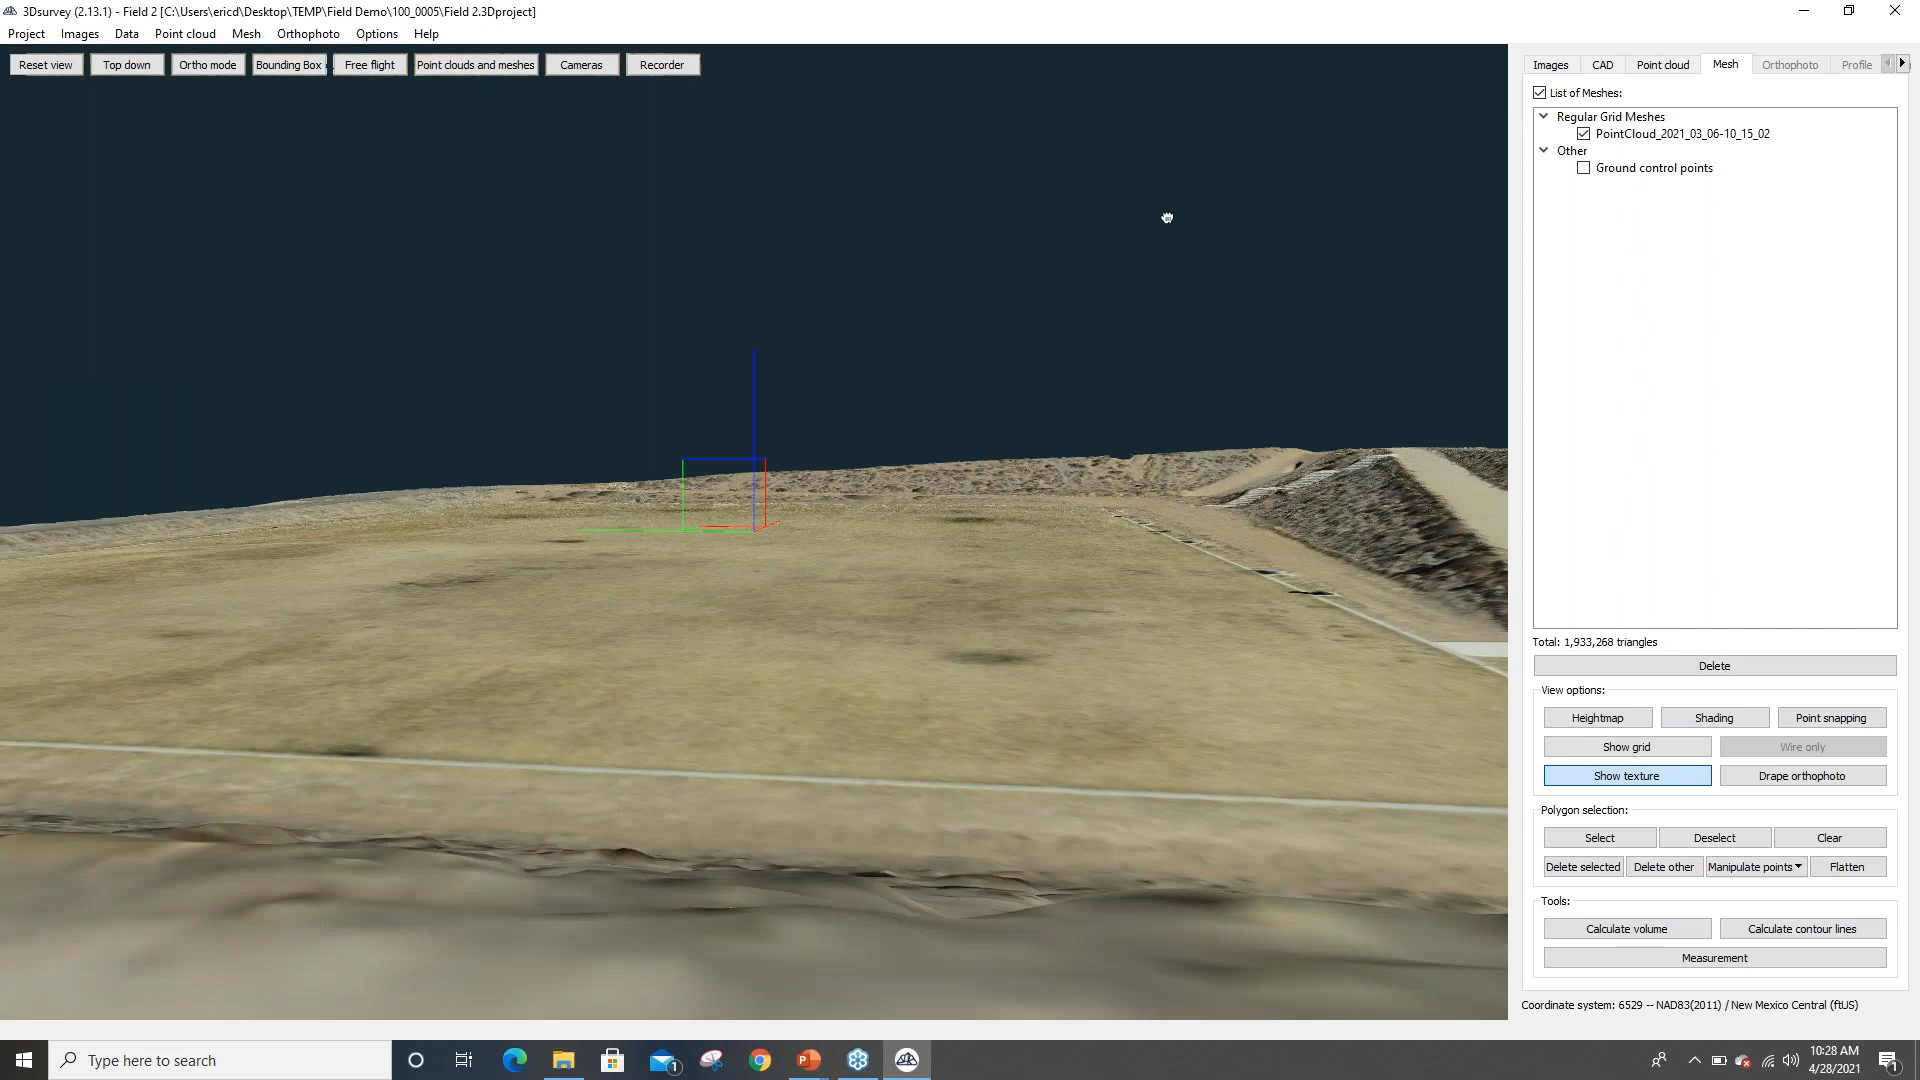 3Dsurvey (2.13.1) - Field 2 [C:\Users\ericd\Desktop\TEMP\Field Demo\100_0005\Field 2.3Dproject]
Project Images Data Point cloud Mesh Orthophoto Options Help
Reset view Top down Ortho mode Bounding Box Free flight Point clouds and meshes Cameras Recorder
Images CAD Point cloud Mesh Orthophoto Profile
List of Meshes:
Regular Grid Meshes
PointCloud_2021_03_06-10_15_02
Other
Ground control points
Total: 1,933,268 triangles
Delete
View options:
Heightmap Shading Point snapping
Show grid Wire only
Show texture Drape orthophoto
Polygon selection:
Select Deselect Clear
Delete selected Delete other Manipulate points Flatten
Tools:
Calculate volume Calculate contour lines
Measurement
Coordinate system: 6529 -- NAD83(2011) / New Mexico Central (ftUS)
Type here to search
1
P
10:28 AM
4/28/2021
1